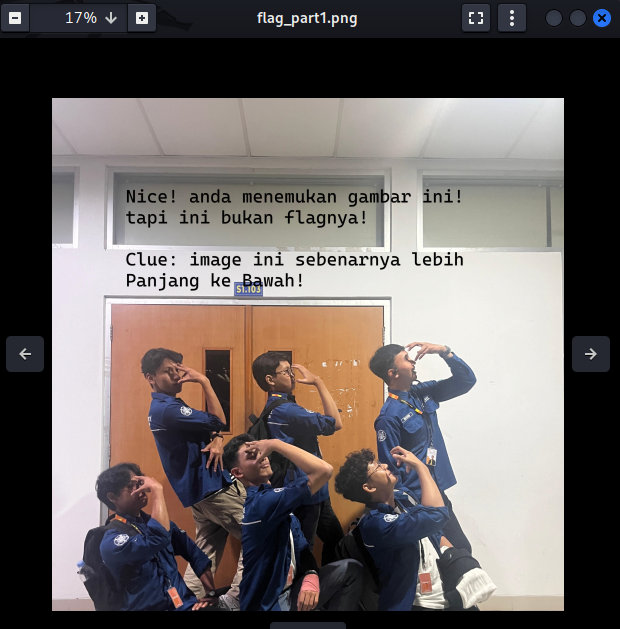 17%
flag_part1.png
Nice! anda menemukan gambar ini!
tapi ini bukan flagnya!
Clue: image ini sebenarnya lebih
Panjang ke Bawah!
S1.103